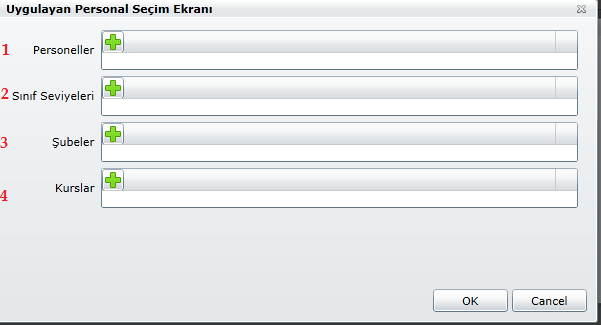 Uygulayan Personal Seçim Ekranı
1 Personeller
2 Sınıf Seviyeleri
3 Şubeler
4 Kurslar
OK Cancel